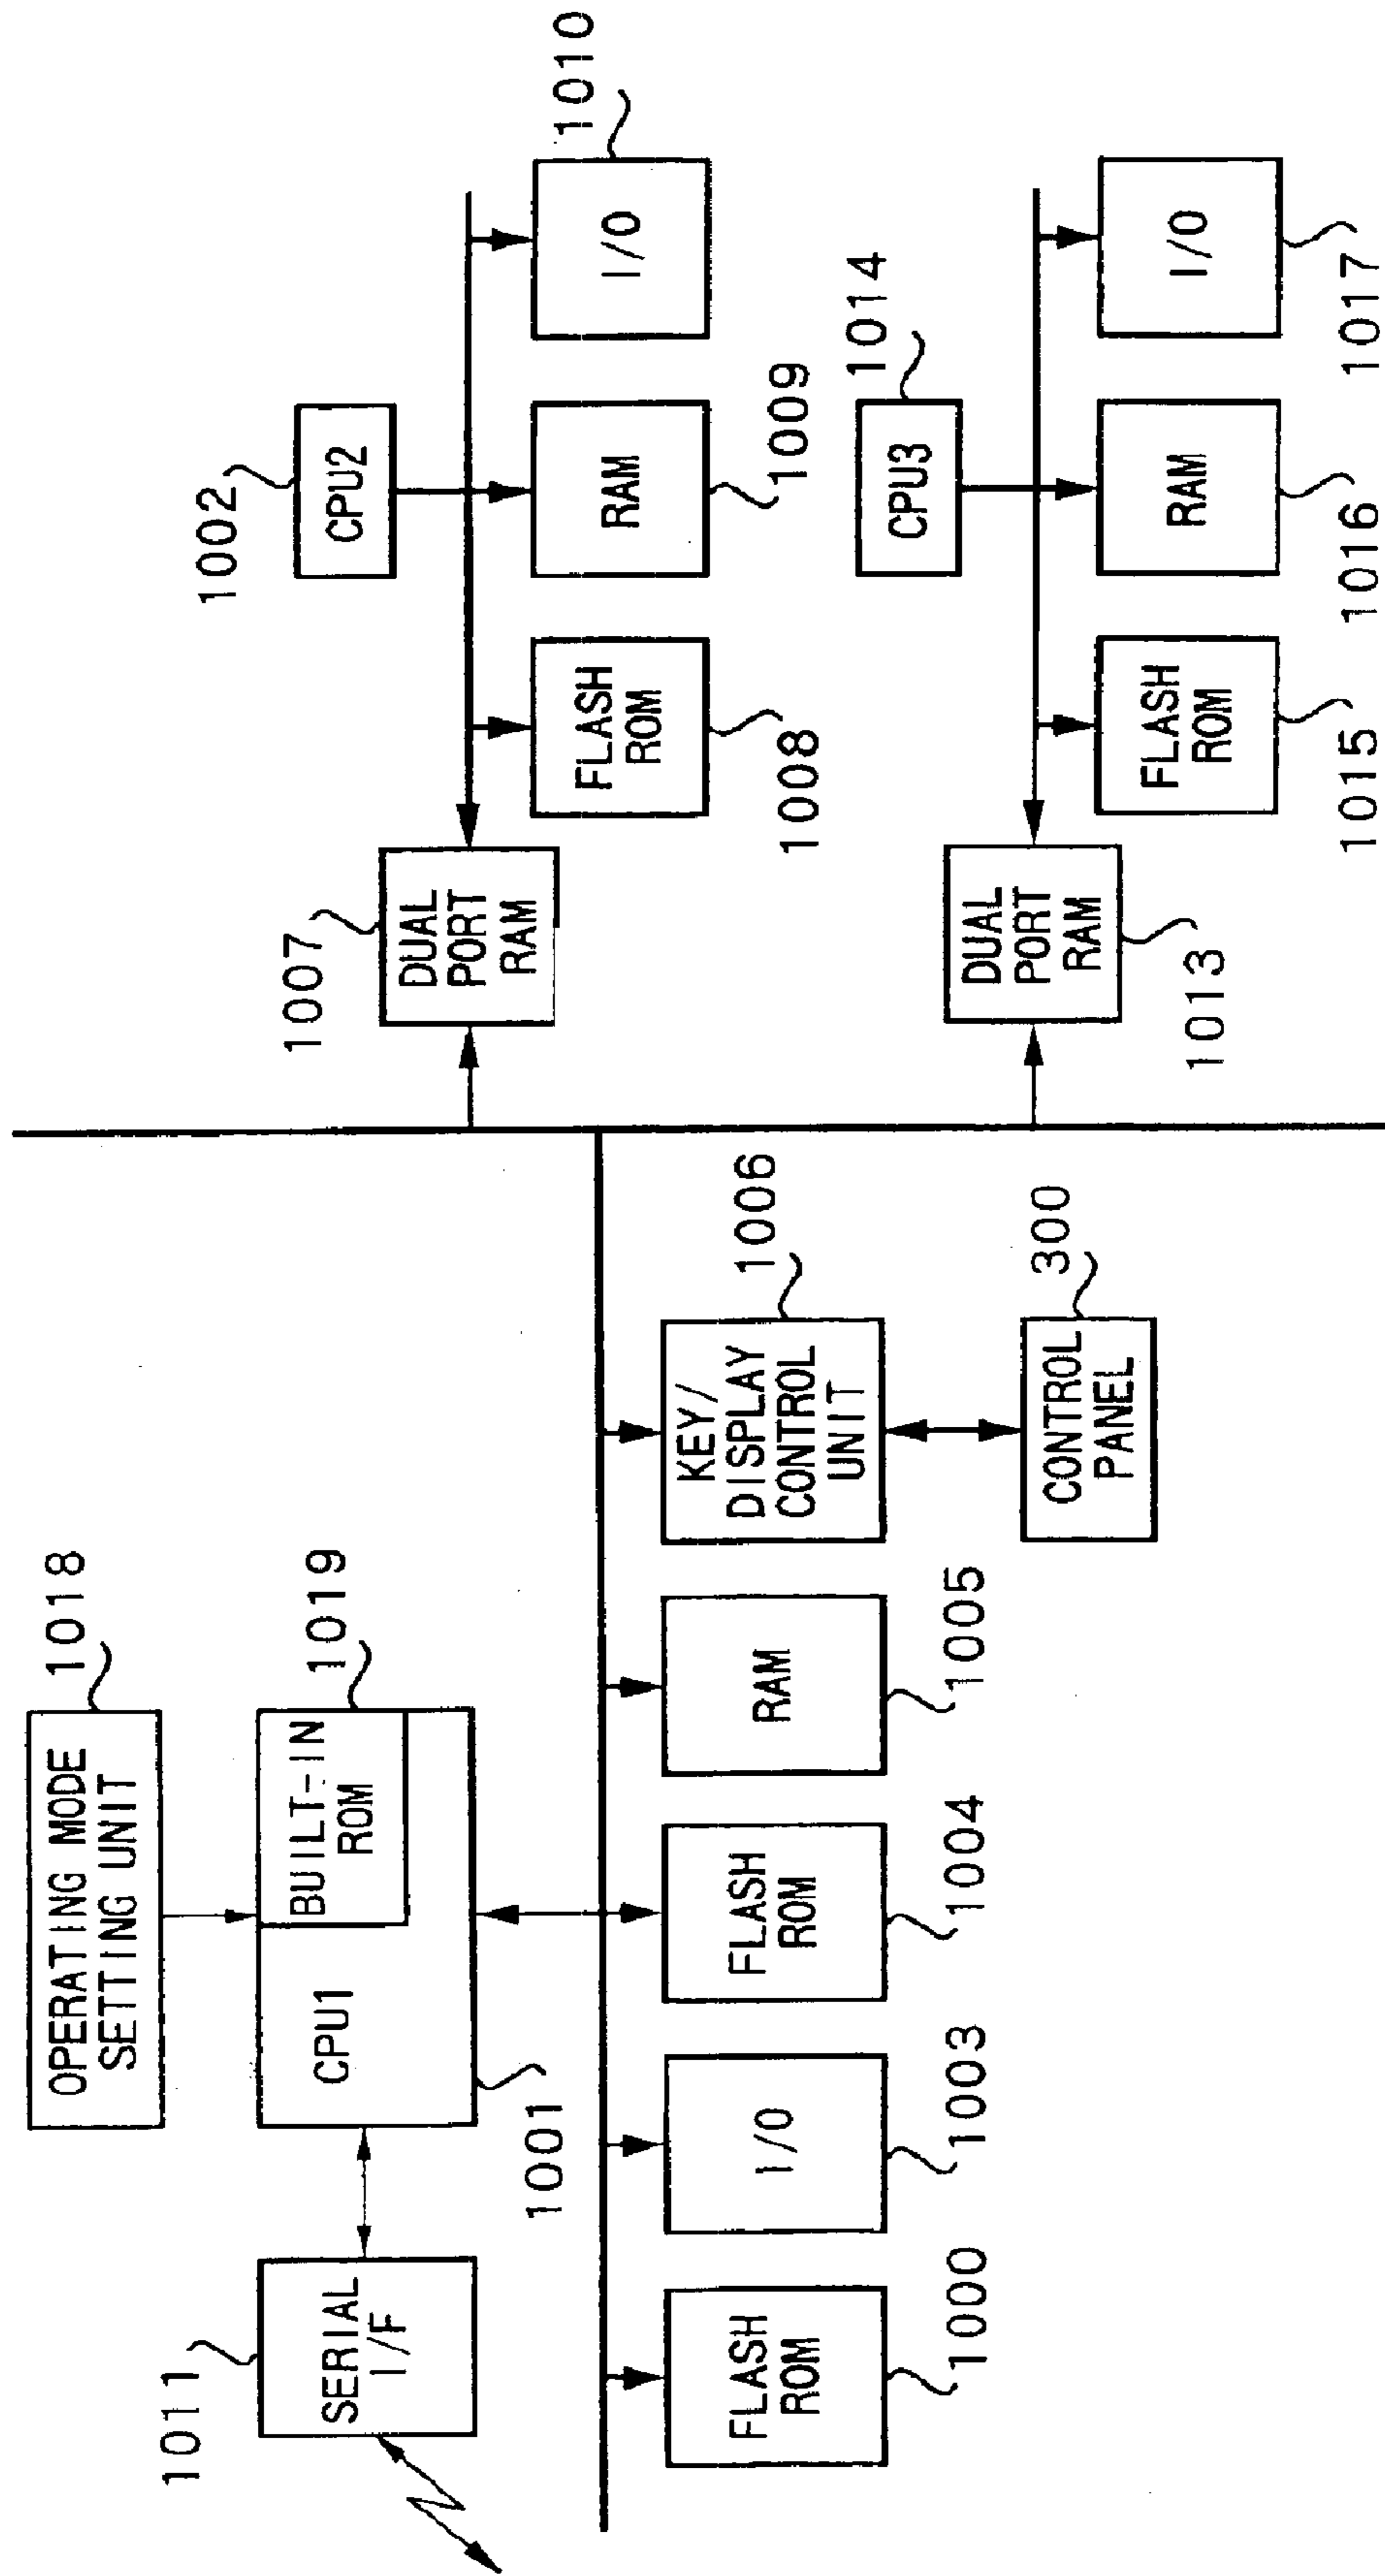 OPERATING MODE
SETTING UNIT
1018
1011
SERIAL
I/F
CPU1
BUILT-IN
ROM
1019
1001
FLASH
ROM
1000
I/O
1003
FLASH
ROM
1004
RAM
1005
KEY/
DISPLAY
CONTROL
UNIT
1006
CONTROL
PANEL
300
1007
DUAL
PORT
RAM
1002
CPU2
FLASH
ROM
1008
RAM
1009
I/O
1010
DUAL
PORT
RAM
1013
CPU3
1014
FLASH
ROM
1015
RAM
1016
I/O
1017